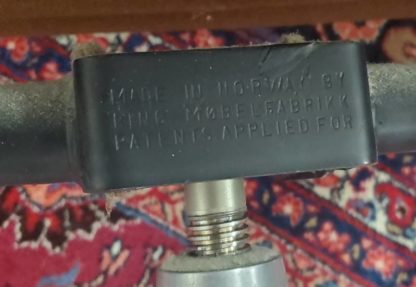 MADE IN NORWAY BY
RING MØBELFABRIKK
PATENTS APPLIED FOR